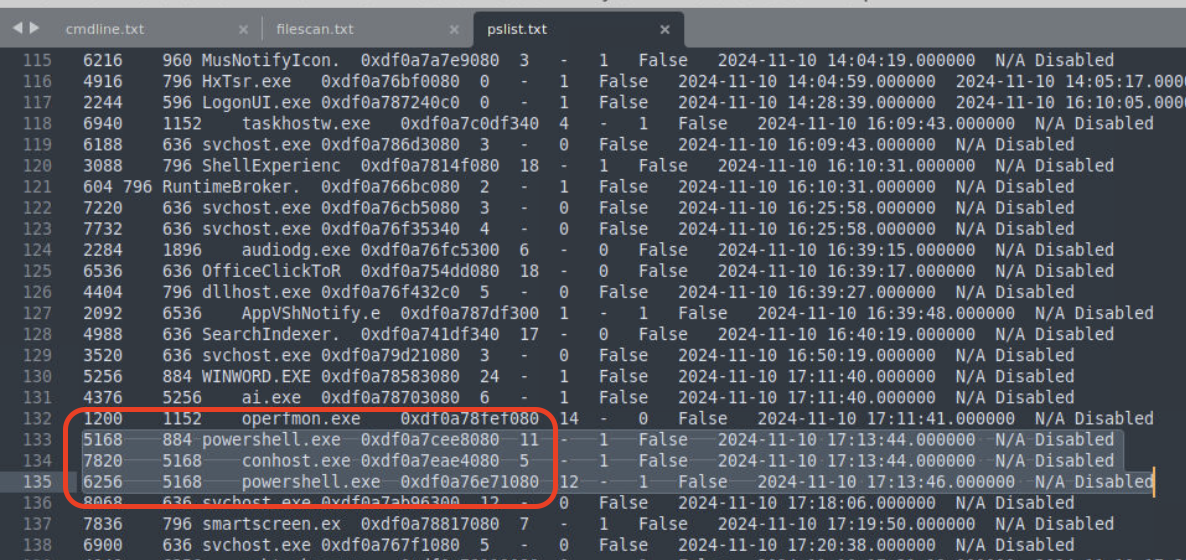 cmdline.txt × filescan.txt × pslist.txt ×
115 6216 960 MusNotifyIcon. 0xdf0a7a7e9080 3 - 1 False 2024-11-10 14:04:19.000000 N/A Disabled
116 4916 796 HxTsr.exe 0xdf0a76bf0080 0 - 1 False 2024-11-10 14:04:59.000000 2024-11-10 14:05:17.0000
117 2244 596 LogonUI.exe 0xdf0a787240c0 0 - 1 False 2024-11-10 14:28:39.000000 2024-11-10 16:10:05.0000
118 6940 1152 taskhostw.exe 0xdf0a7c0df340 4 - 1 False 2024-11-10 16:09:43.000000 N/A Disabled
119 6188 636 svchost.exe 0xdf0a786d3080 3 - 0 False 2024-11-10 16:09:43.000000 N/A Disabled
120 3088 796 ShellExperienc 0xdf0a7814f080 18 - 1 False 2024-11-10 16:10:31.000000 N/A Disabled
121 604 796 RuntimeBroker. 0xdf0a766bc080 2 - 1 False 2024-11-10 16:10:31.000000 N/A Disabled
122 7220 636 svchost.exe 0xdf0a76cb5080 3 - 0 False 2024-11-10 16:25:58.000000 N/A Disabled
123 7732 636 svchost.exe 0xdf0a76f35340 4 - 0 False 2024-11-10 16:25:58.000000 N/A Disabled
124 2284 1896 audiodg.exe 0xdf0a76fc5300 6 - 0 False 2024-11-10 16:39:15.000000 N/A Disabled
125 6536 636 OfficeClickToR 0xdf0a754dd080 18 - 0 False 2024-11-10 16:39:17.000000 N/A Disabled
126 4404 796 dllhost.exe 0xdf0a76f432c0 5 - 0 False 2024-11-10 16:39:27.000000 N/A Disabled
127 2092 6536 AppVShNotify.e 0xdf0a787df300 1 - 1 False 2024-11-10 16:39:48.000000 N/A Disabled
128 4988 636 SearchIndexer. 0xdf0a741df340 17 - 0 False 2024-11-10 16:40:19.000000 N/A Disabled
129 3520 636 svchost.exe 0xdf0a79d21080 3 - 0 False 2024-11-10 16:50:19.000000 N/A Disabled
130 5256 884 WINWORD.EXE 0xdf0a78583080 24 - 1 False 2024-11-10 17:11:40.000000 N/A Disabled
131 4376 5256 ai.exe 0xdf0a78703080 6 - 1 False 2024-11-10 17:11:40.000000 N/A Disabled
132 1200 1152 operfmon.exe 0xdf0a78fef080 14 - 0 False 2024-11-10 17:11:41.000000 N/A Disabled
133 5168 884 powershell.exe 0xdf0a7cee8080 11 - 1 False 2024-11-10 17:13:44.000000 N/A Disabled
134 7820 5168 conhost.exe 0xdf0a7eae4080 5 - 1 False 2024-11-10 17:13:44.000000 N/A Disabled
135 6256 5168 powershell.exe 0xdf0a76e71080 12 - 1 False 2024-11-10 17:13:46.000000 N/A Disabled
136 8068 636 svchost.exe 0xdf0a7ab96300 12 - 0 False 2024-11-10 17:18:06.000000 N/A Disabled
137 7836 796 smartscreen.ex 0xdf0a78817080 7 - 1 False 2024-11-10 17:19:50.000000 N/A Disabled
138 6900 636 svchost.exe 0xdf0a767f1080 5 - 0 False 2024-11-10 17:20:38.000000 N/A Disabled